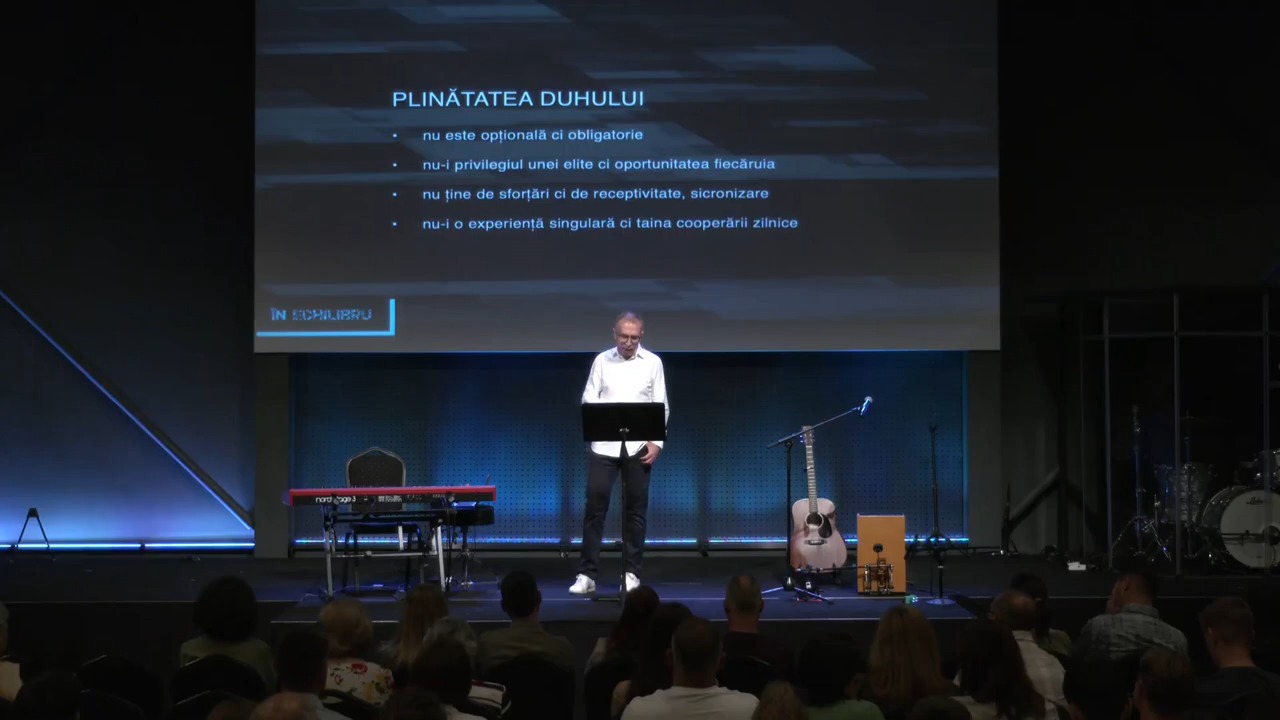 PLINĂTATEA DUHULUI
• nu este opțională ci obligatorie
• nu-i privilegiul unei elite ci oportunitatea fiecăruia
• nu ține de sforțări ci de receptivitate, sicronizare
• nu-i o experiență singulară ci taina cooperării zilnice
ÎN ECHILIBRU
nord stage 3